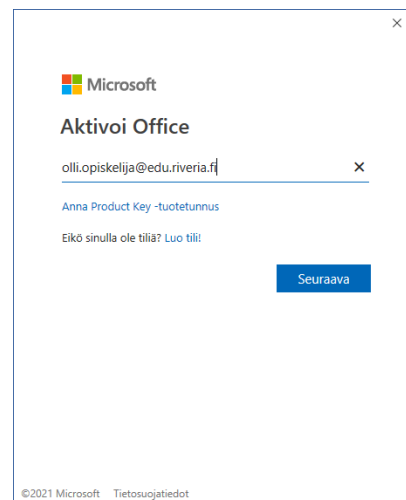 Microsoft
Aktivoi Office
olli.opiskelija@edu.riveria.fi
Anna Product Key -tuotetunnus
Eikö sinulla ole tiliä? Luo tili!
Seuraava
©2021 Microsoft Tietosuojatiedot